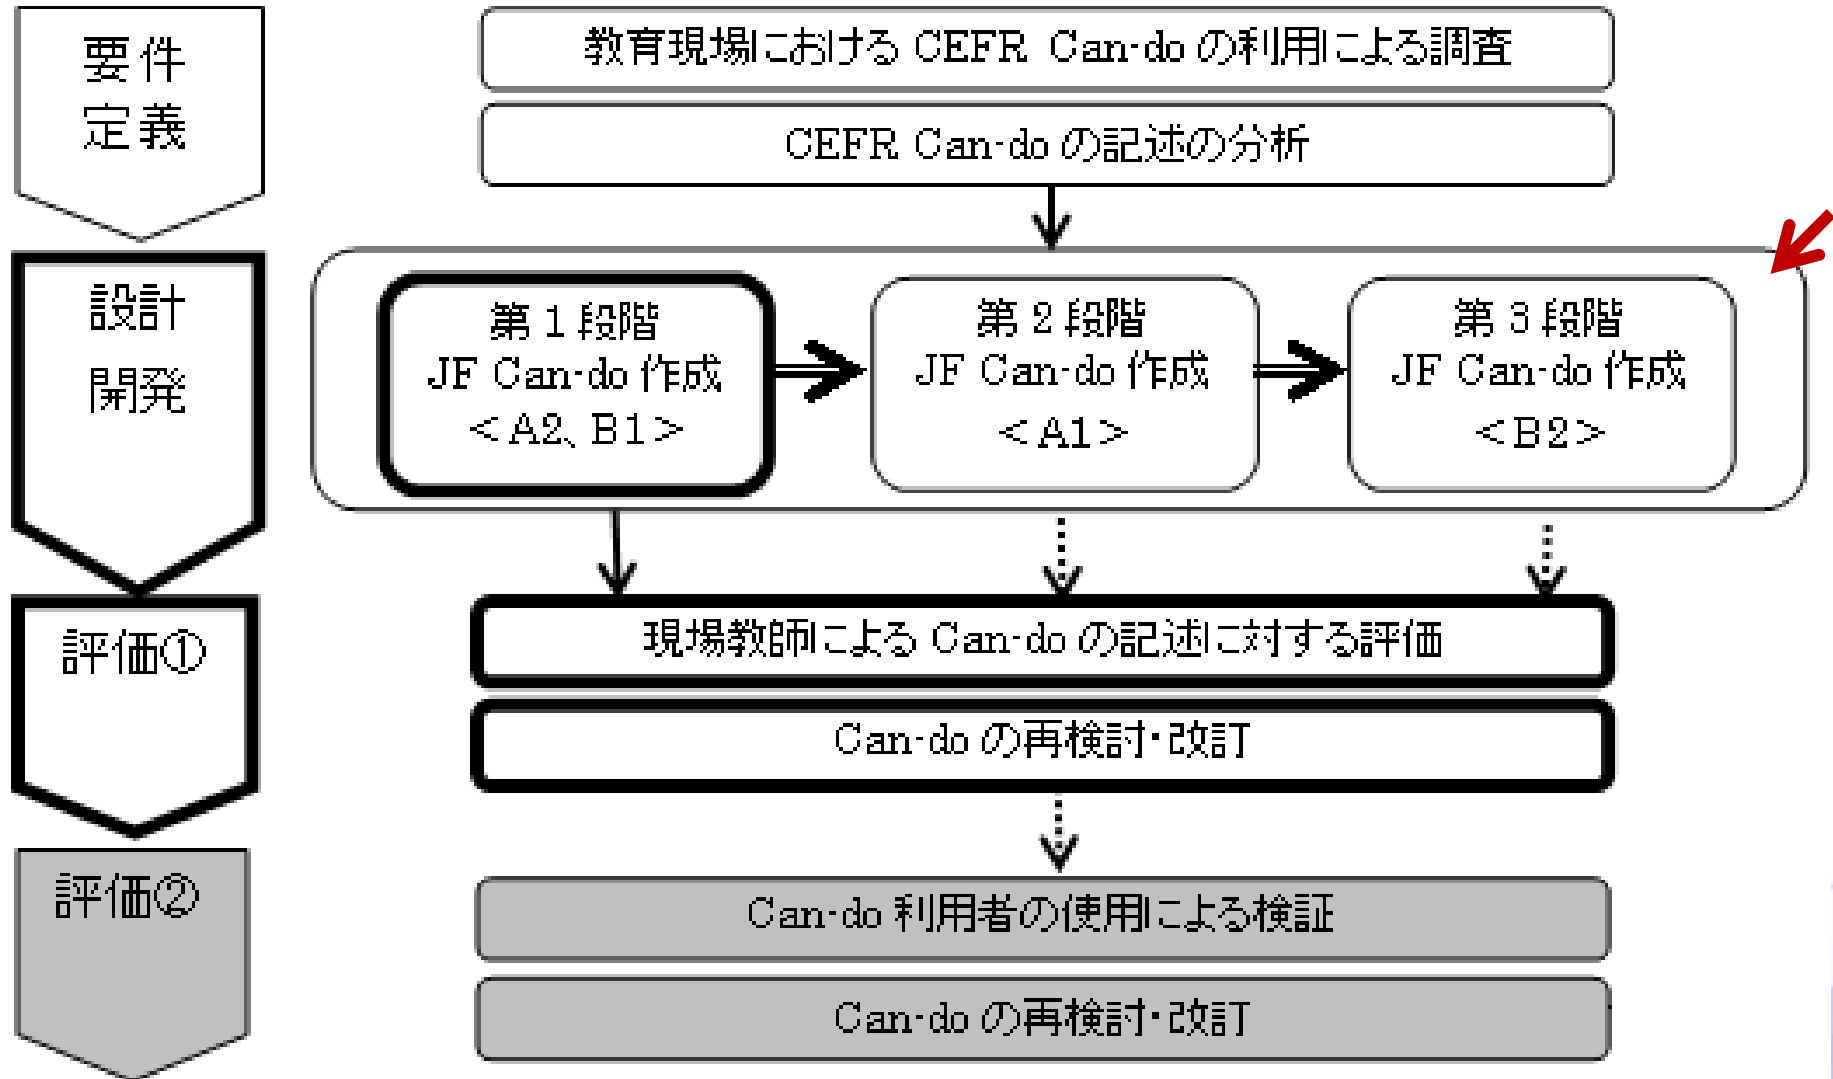 要件
定義
教育現場における CEFR Can-do の利用による調査
CEFR Can-do の記述の分析
設計
開発
第 1 段階
JF Can-do 作成
<A2、B1>
第 2 段階
JF Can-do 作成
<A1>
第 3 段階
JF Can-do 作成
<B2>
評価①
現場教師による Can-do の記述に対する評価
Can-do の再検討・改訂
評価②
Can-do 利用者の使用による検証
Can-do の再検討・改訂